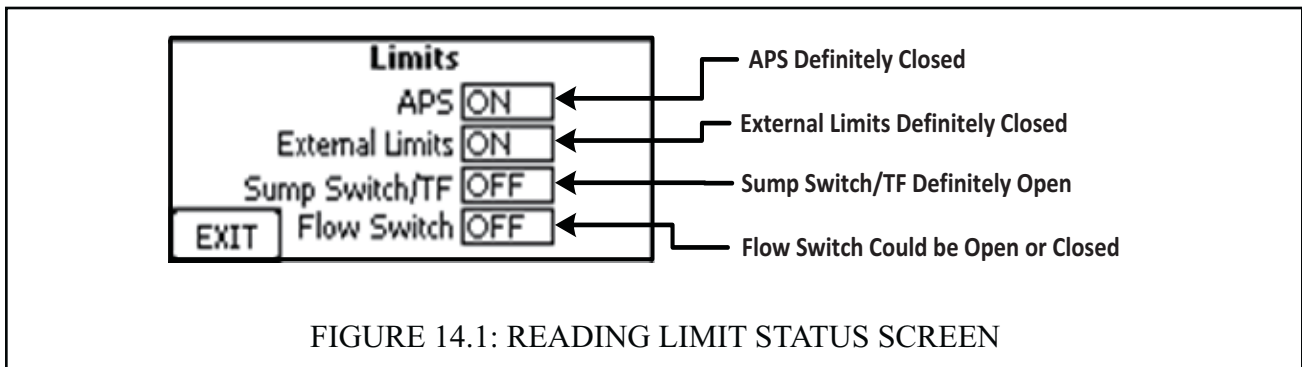 Limits
APS ON
External Limits ON
Sump Switch/TF OFF
Flow Switch OFF
EXIT
APS Definitely Closed
External Limits Definitely Closed
Sump Switch/TF Definitely Open
Flow Switch Could be Open or Closed
FIGURE 14.1: READING LIMIT STATUS SCREEN